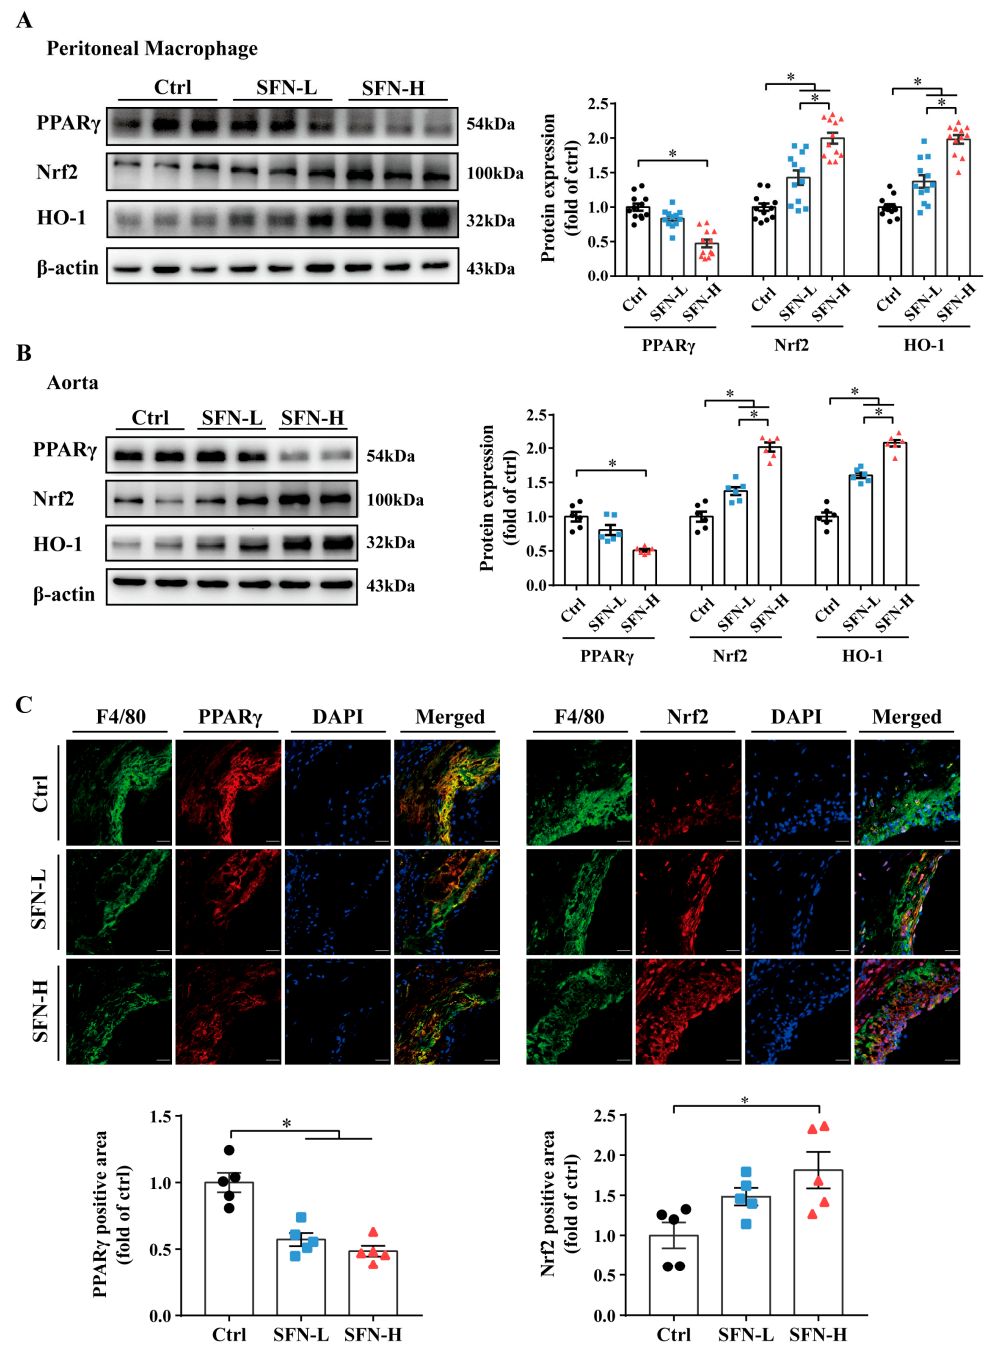 A
Peritoneal Macrophage
Ctrl SFN-L SFN-H
PPARγ 54kDa
Nrf2 100kDa
HO-1 32kDa
β-actin 43kDa
Protein expression
(fold of ctrl)
2.5
2.0
1.5
1.0
0.5
0.0
* * * * *
Ctrl SFN-L SFN-H Ctrl SFN-L SFN-H Ctrl SFN-L SFN-H
PPARγ Nrf2 HO-1
B
Aorta
Ctrl SFN-L SFN-H
PPARγ 54kDa
Nrf2 100kDa
HO-1 32kDa
β-actin 43kDa
Protein expression
(fold of ctrl)
2.5
2.0
1.5
1.0
0.5
0.0
* * * * *
Ctrl SFN-L SFN-H Ctrl SFN-L SFN-H Ctrl SFN-L SFN-H
PPARγ Nrf2 HO-1
C
F4/80 PPARγ DAPI Merged F4/80 Nrf2 DAPI Merged
Ctrl
SFN-L
SFN-H
PPARγ positive area
(fold of ctrl)
1.5
1.0
0.5
0.0
*
Ctrl SFN-L SFN-H
Nrf2 positive area
(fold of ctrl)
2.5
2.0
1.5
1.0
0.5
0.0
*
Ctrl SFN-L SFN-H